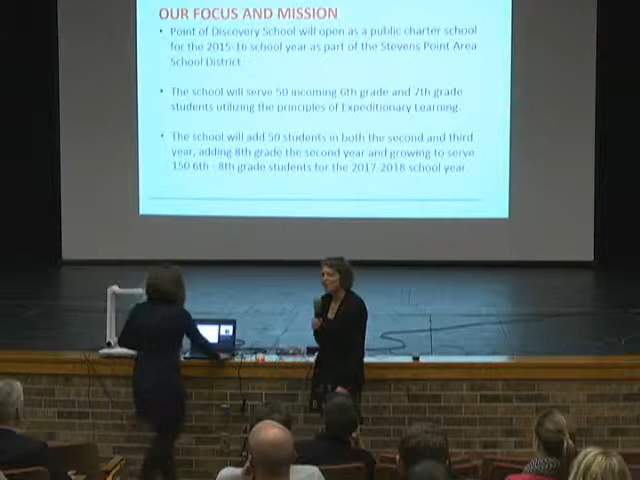 OUR FOCUS AND MISSION
• Point of Discovery School will open as a public charter school
for the 2015-16 school year as part of the Stevens Point Area
School District
• The school will serve 50 incoming 6th grade and 7th grade
students utilizing the principles of Expeditionary Learning.
• The school will add 50 students in both the second and third
year, adding 8th grade the second year and growing to serve
150 6th - 8th grade students for the 2017-2018 school year.